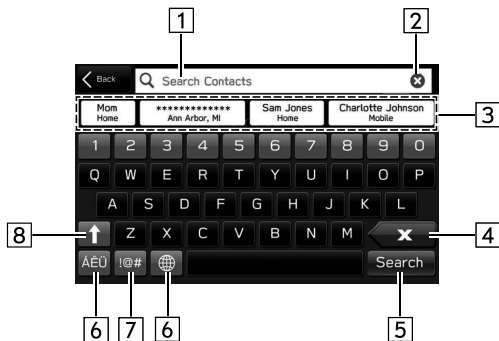 1
2
Back
Search Contacts
Mom
Home
*************
Ann Arbor, MI
Sam Jones
Home
Charlotte Johnson
Mobile
3
1 2 3 4 5 6 7 8 9 0
Q W E R T Y U I O P
A S D F G H J K L
8
Z X C V B N M
4
ÁÊÜ !@# Search
6 7 6 5